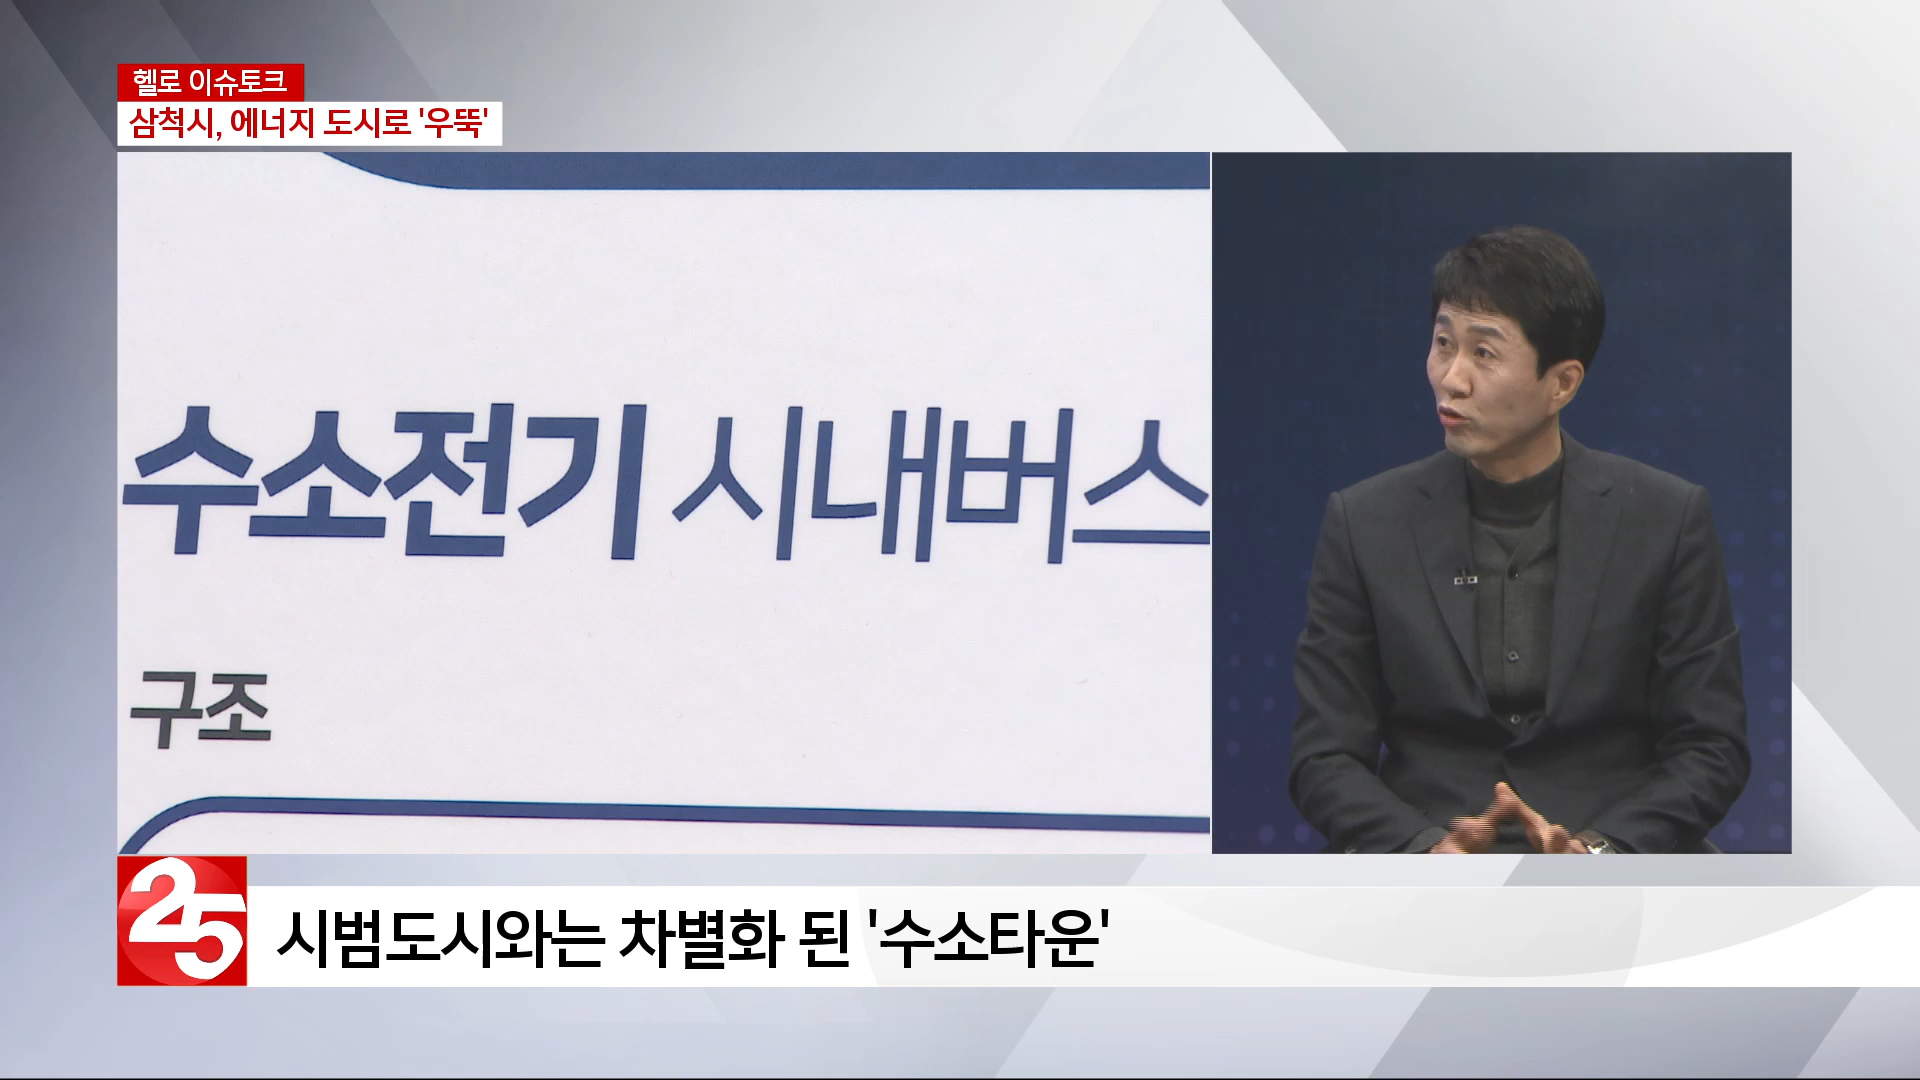 헬로 이슈토크
삼척시, 에너지 도시로 '우뚝'
수소전기 시내버스
구조
25 시범도시와는 차별화 된 '수소타운'